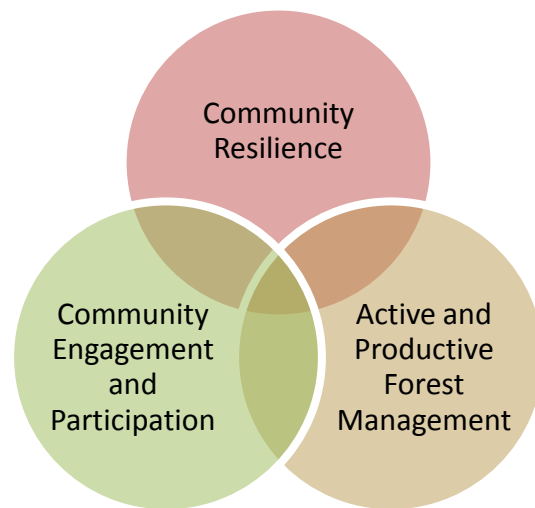 Community
Resilience
Community
Engagement
and
Participation
Active and
Productive
Forest
Management